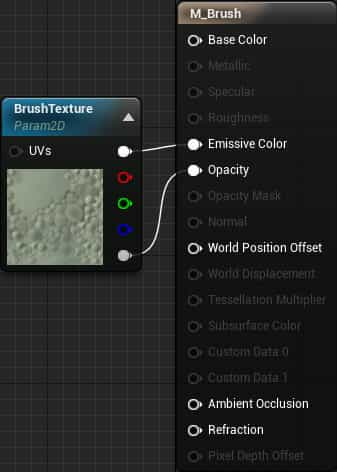 M_Brush
Base Color
Metallic
Specular
Roughness
Emissive Color
Opacity
Opacity Mask
Normal
World Position Offset
World Displacement
Tessellation Multiplier
Subsurface Color
Custom Data 0
Custom Data 1
Ambient Occlusion
Refraction
Pixel Depth Offset
BrushTexture
Param2D
UVs